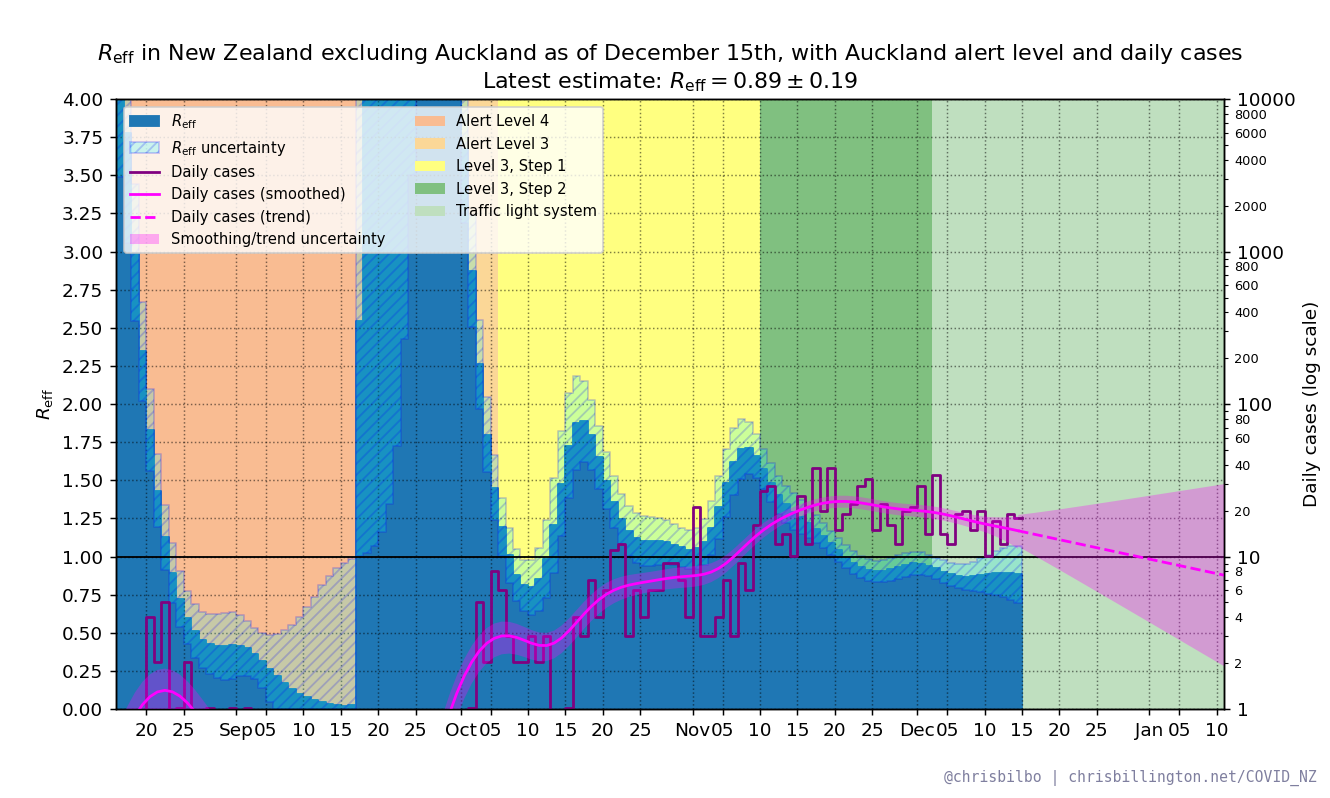 R_eff in New Zealand excluding Auckland as of December 15th, with Auckland alert level and daily cases
Latest estimate: R_eff = 0.89 ± 0.19
R_eff
R_eff uncertainty
Daily cases
Daily cases (smoothed)
Daily cases (trend)
Smoothing/trend uncertainty
Alert Level 4
Alert Level 3
Level 3, Step 1
Level 3, Step 2
Traffic light system
R_eff
4.00
3.75
3.50
3.25
3.00
2.75
2.50
2.25
2.00
1.75
1.50
1.25
1.00
0.75
0.50
0.25
0.00
10000
8000
6000
4000
2000
1000
800
600
400
200
100
80
60
40
20
10
8
6
4
2
1
Daily cases (log scale)
20 25 Sep 05 10 15 20 25 Oct 05 10 15 20 25 Nov 05 10 15 20 25 Dec 05 10 15 20 25 Jan 05 10
@chrisbilbo | chrisbillington.net/COVID_NZ